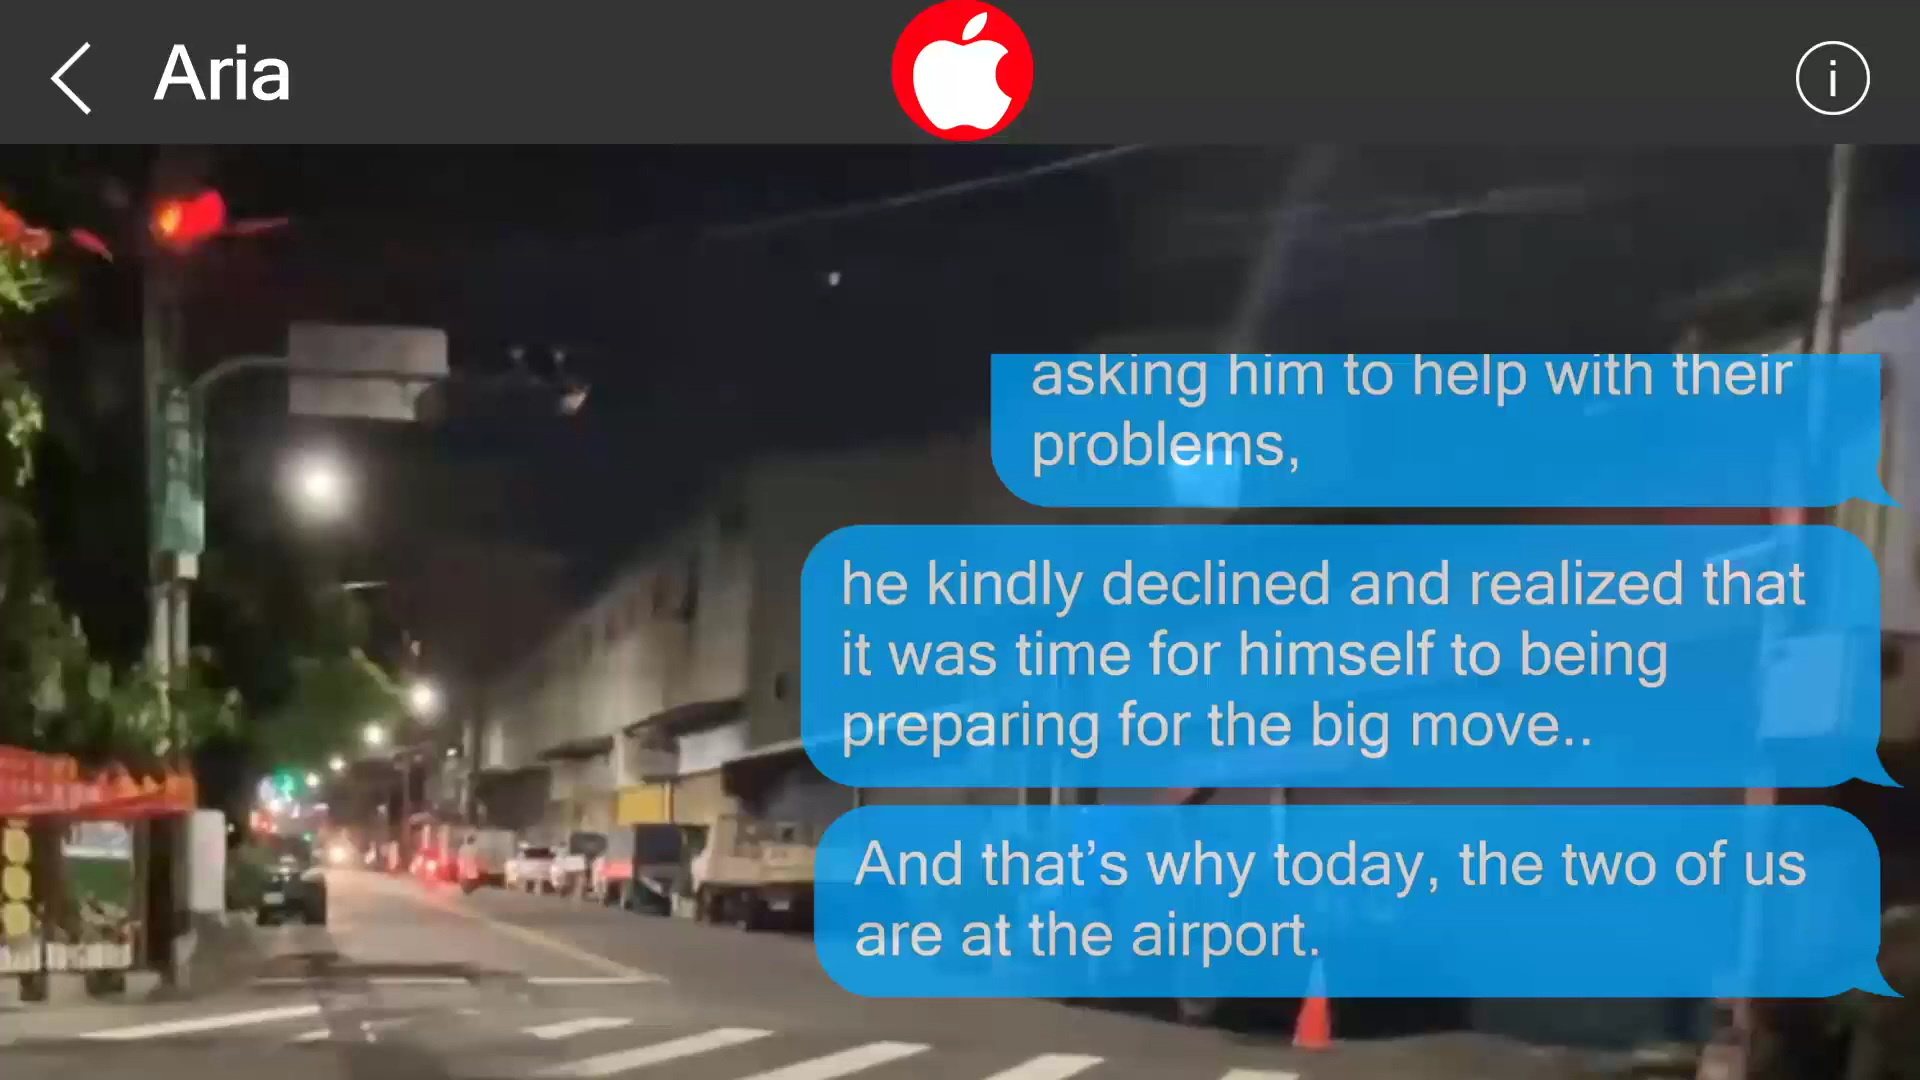 Aria
i
asking him to help with their
problems,
he kindly declined and realized that
it was time for himself to being
preparing for the big move..
And that’s why today, the two of us
are at the airport.